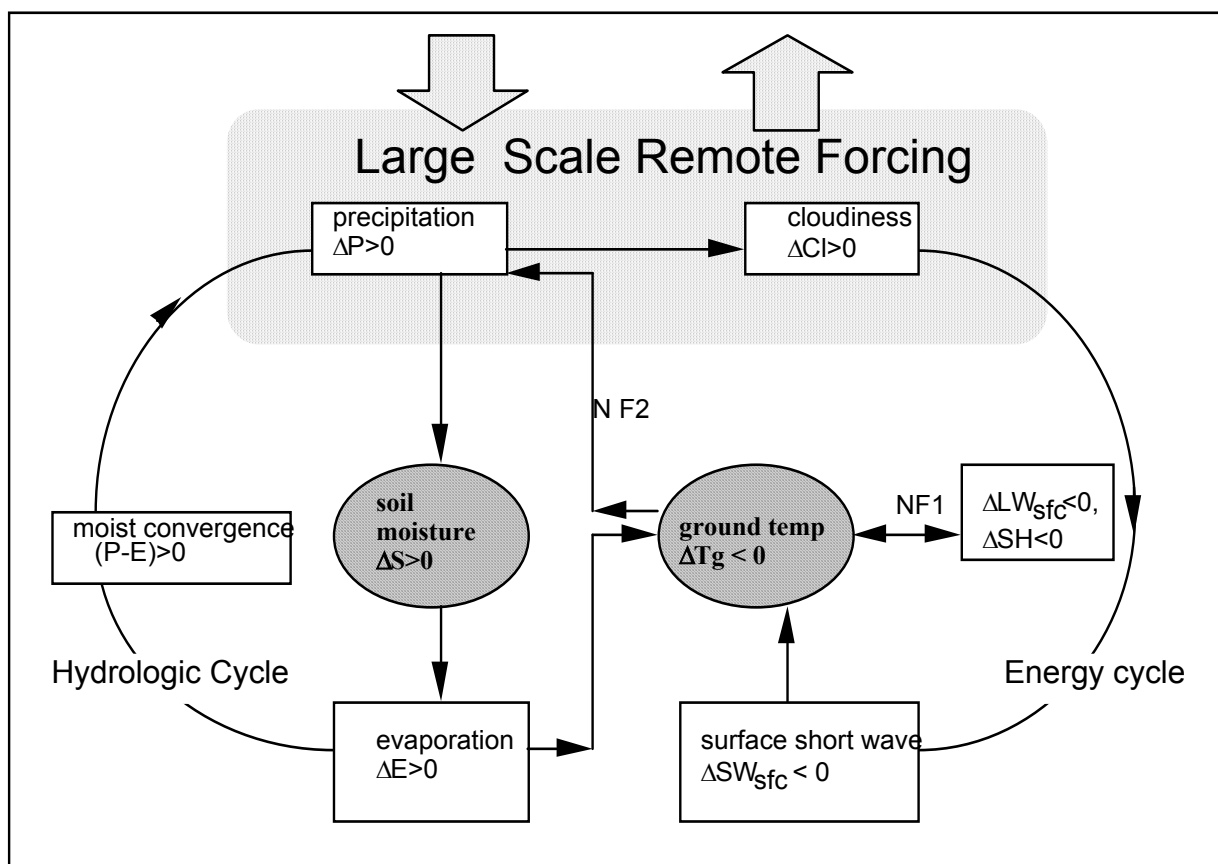 Large Scale Remote Forcing
precipitation
ΔP>0
cloudiness
ΔCl>0
N F2
soil
moisture
ΔS>0
ground temp
ΔTg < 0
NF1
ΔLWsfc<0,
ΔSH<0
moist convergence
(P-E)>0
Hydrologic Cycle
Energy cycle
evaporation
ΔE>0
surface short wave
ΔSWsfc < 0